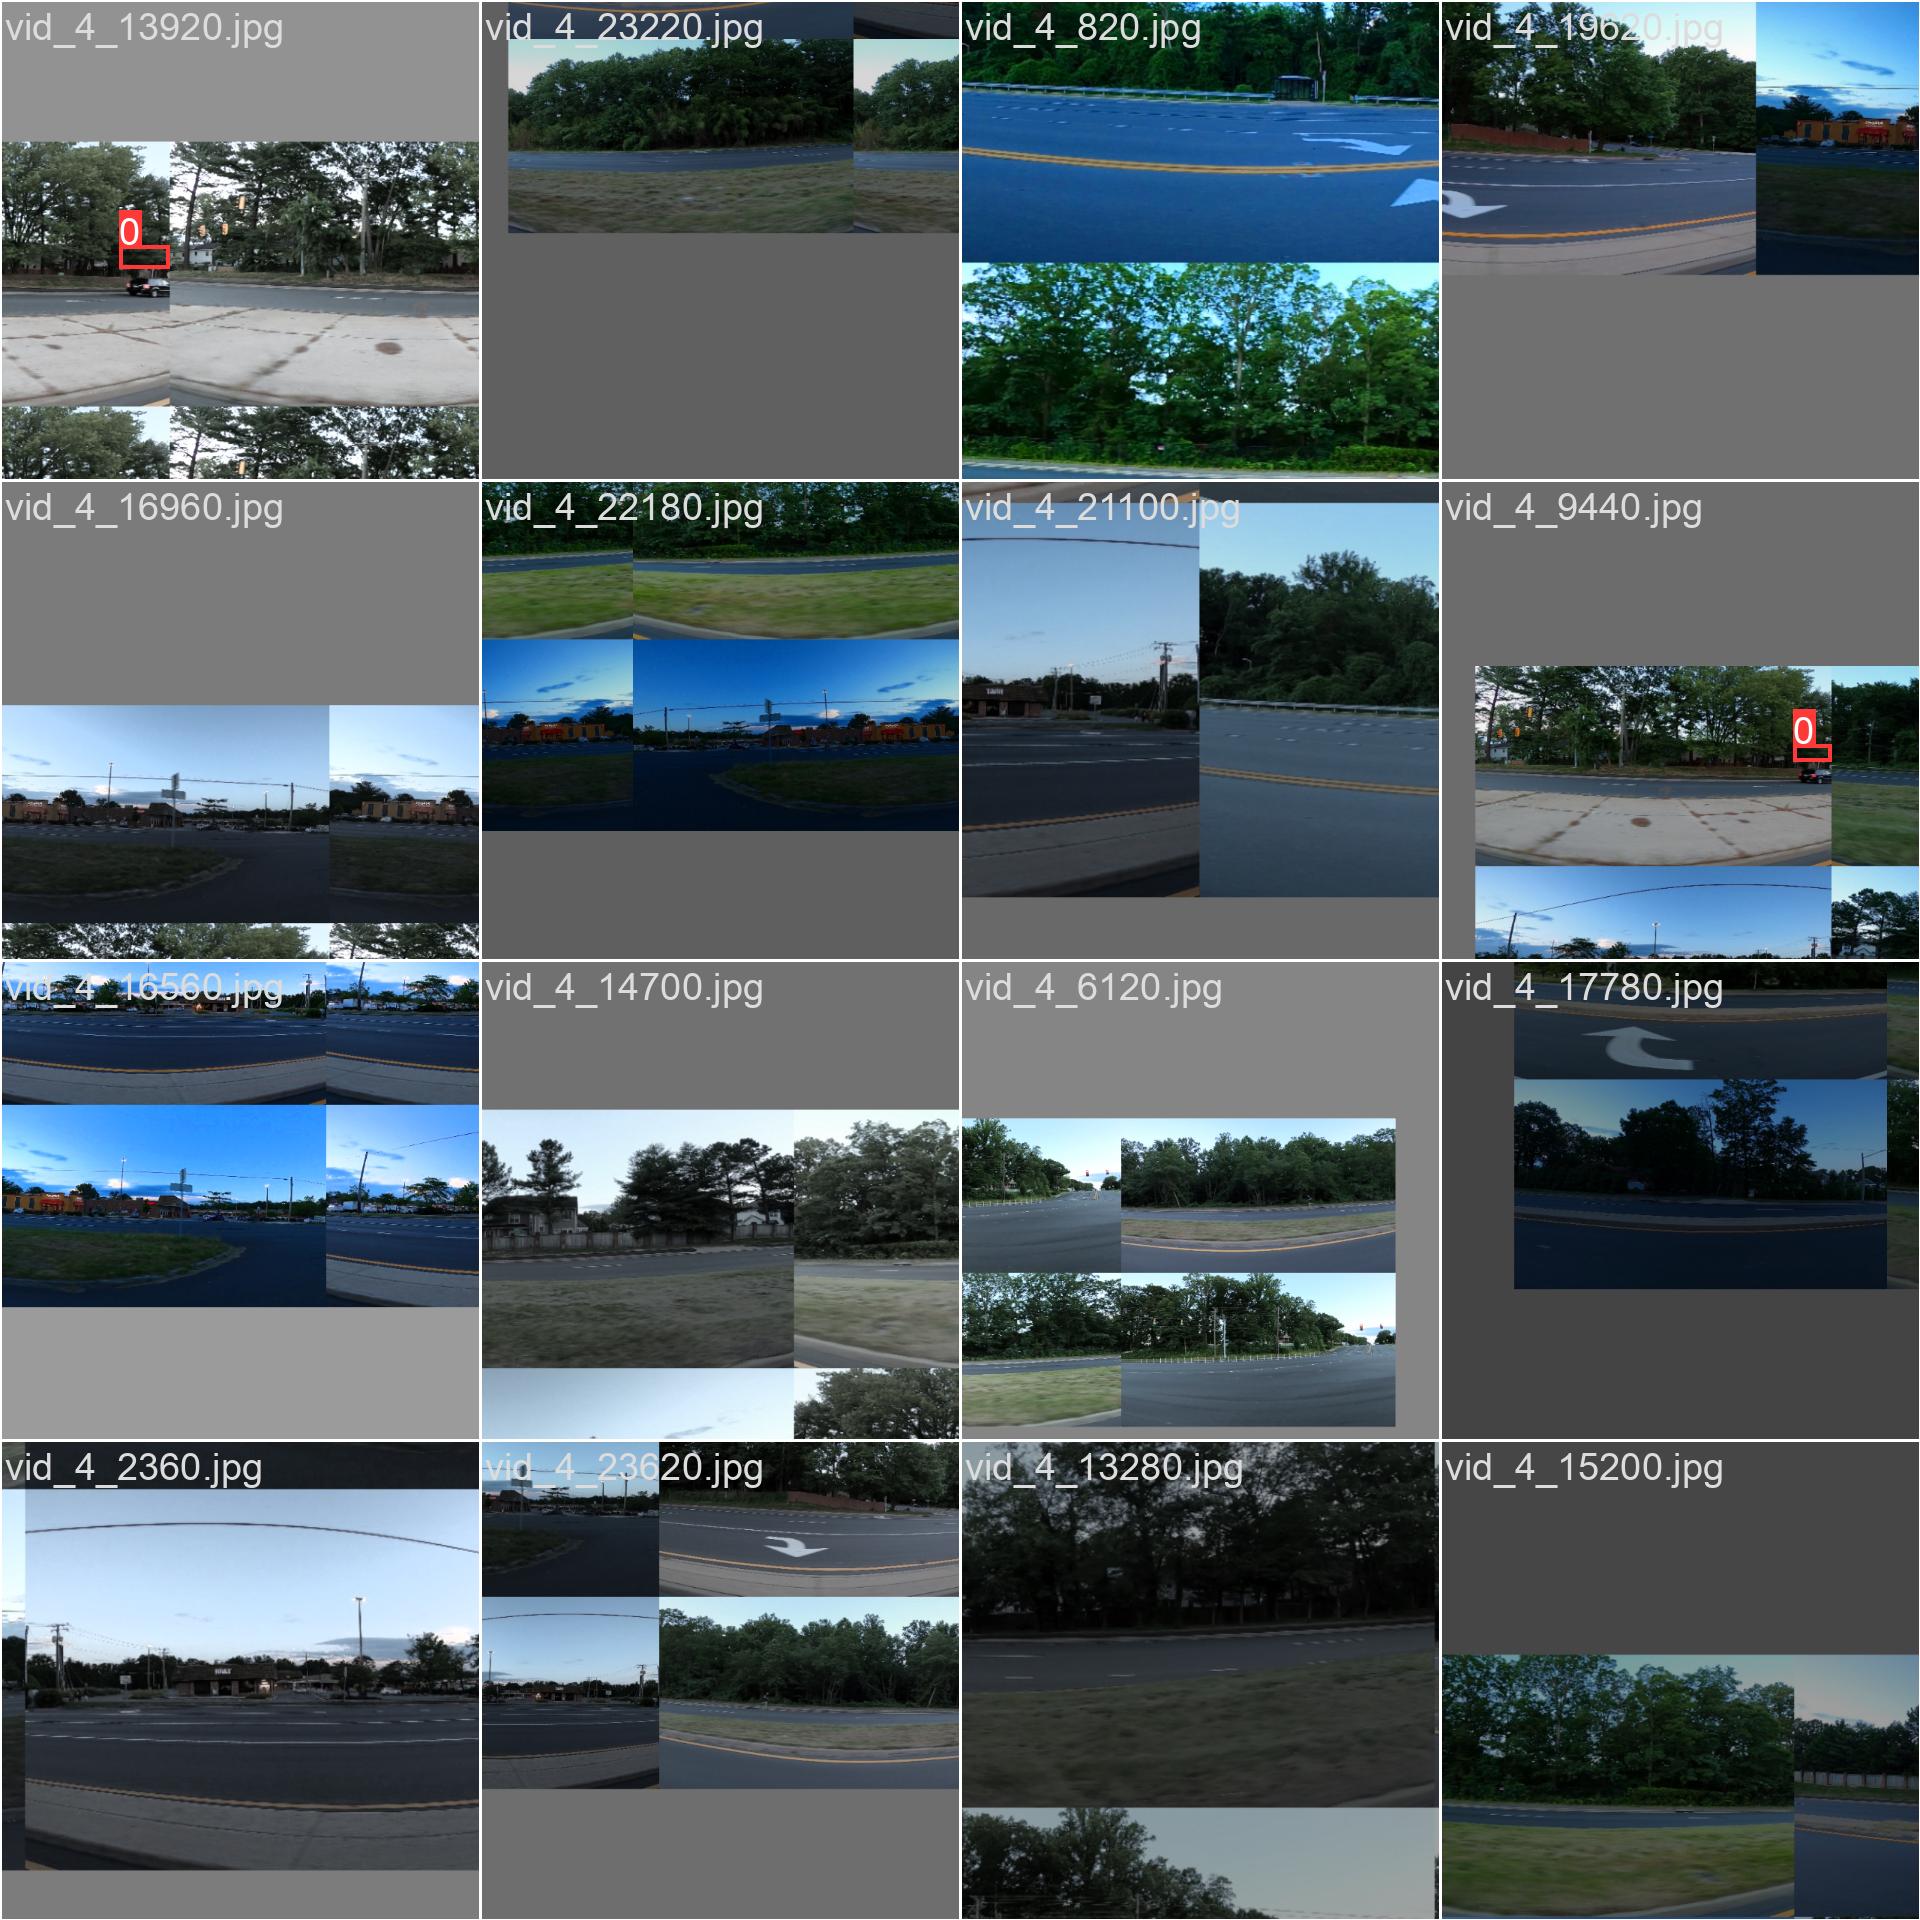 vid_4_13920.jpg
vid_4_23220.jpg
vid_4_820.jpg
vid_4_19620.jpg
0
vid_4_16960.jpg
vid_4_22180.jpg
vid_4_21100.jpg
vid_4_9440.jpg
0
vid_4_16560.jpg
vid_4_14700.jpg
vid_4_6120.jpg
vid_4_17780.jpg
vid_4_2360.jpg
vid_4_23620.jpg
vid_4_13280.jpg
vid_4_15200.jpg